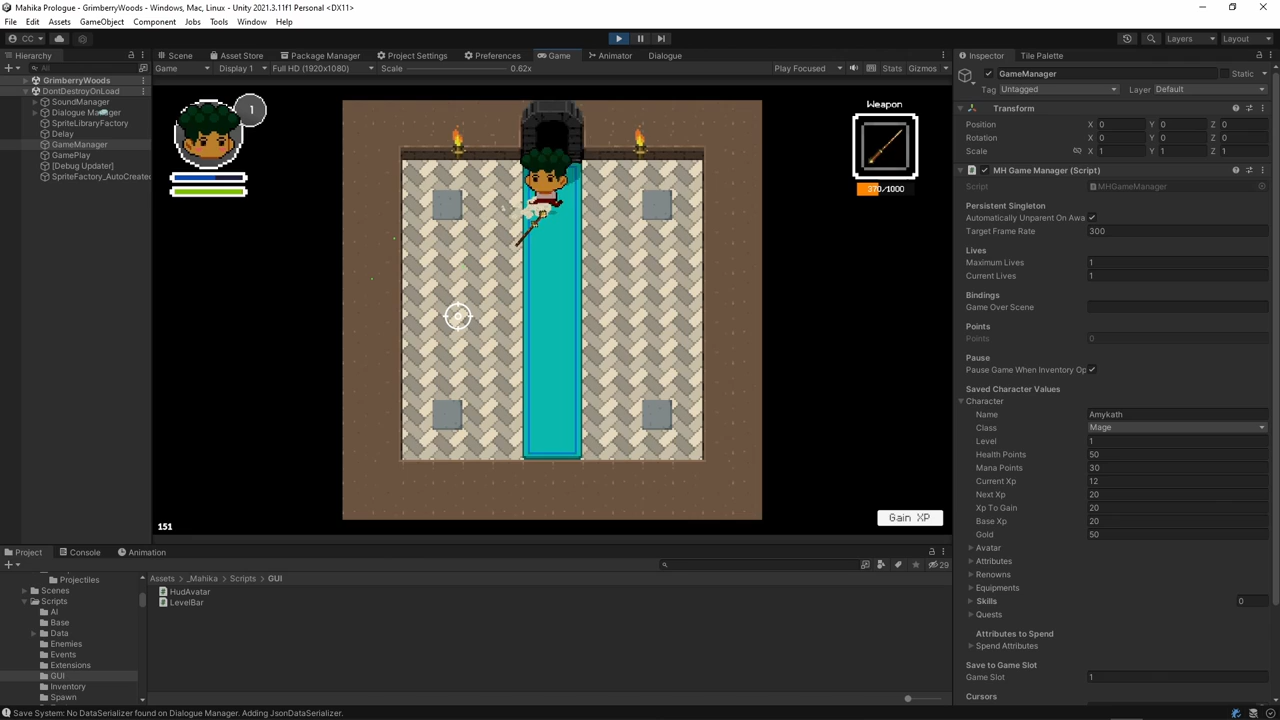 Mahika Prologue - GrimberryWoods - Windows, Mac, Linux - Unity 2021.3.11f1 Personal <DX11>
File Edit Assets GameObject Component Jobs Tools Window Help
CC Layers Layout
Hierarchy Scene Asset Store Package Manager Project Settings Preferences Game Animator Dialogue Inspector Tile Palette
All Game Display 1 Full HD (1920x1080) Scale 0.62x Play Focused Stats Gizmos
GameManager Static
Tag Untagged Layer Default
GrimberryWoods
DontDestroyOnLoad
SoundManager
Dialogue Manager
SpriteLibraryFactory
Delay
GameManager
GamePlay
[Debug Updater]
SpriteFactory_AutoCreated
1
Weapon
370/1000
151
Gain XP
Transform
Position X 0 Y 0 Z 0
Rotation X 0 Y 0 Z 0
Scale X 1 Y 1 Z 1
MH Game Manager (Script)
Script MHGameManager
Persistent Singleton
Automatically Unparent On Awa
Target Frame Rate 300
Lives
Maximum Lives 1
Current Lives 1
Bindings
Game Over Scene
Points
Points 0
Pause
Pause Game When Inventory Op
Saved Character Values
Character
Name Amykath
Class Mage
Level 1
Health Points 50
Mana Points 30
Current Xp 12
Next Xp 20
Xp To Gain 20
Base Xp 20
Gold 50
Avatar
Attributes
Renowns
Equipments
Skills 0
Quests
Attributes to Spend
Spend Attributes
Save to Game Slot
Game Slot 1
Cursors
Project Console Animation
29
Projectiles
Scenes
Scripts
AI
Base
Data
Enemies
Events
Extensions
GUI
Inventory
Spawn
Assets > _Mahika > Scripts > GUI
HudAvatar
LevelBar
Save System: No DataSerializer found on Dialogue Manager. Adding JsonDataSerializer.